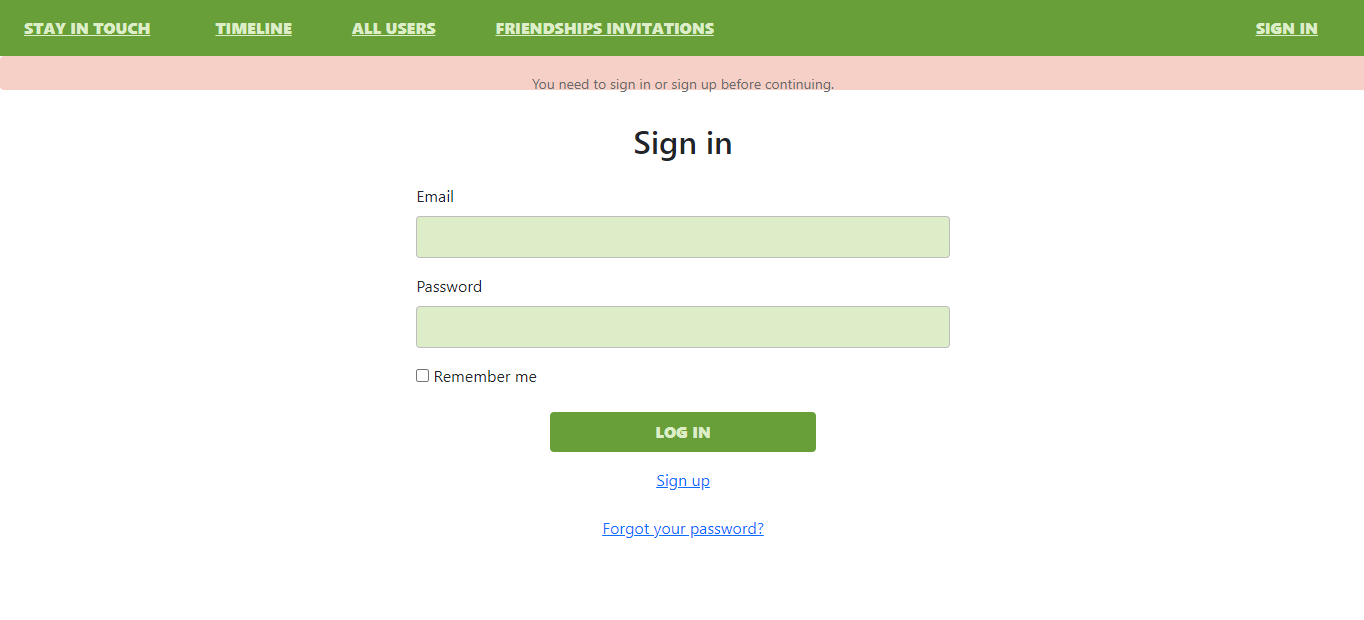 STAY IN TOUCH TIMELINE ALL USERS FRIENDSHIPS INVITATIONS SIGN IN
You need to sign in or sign up before continuing.
Sign in
Email
Password
Remember me
LOG IN
Sign up
Forgot your password?